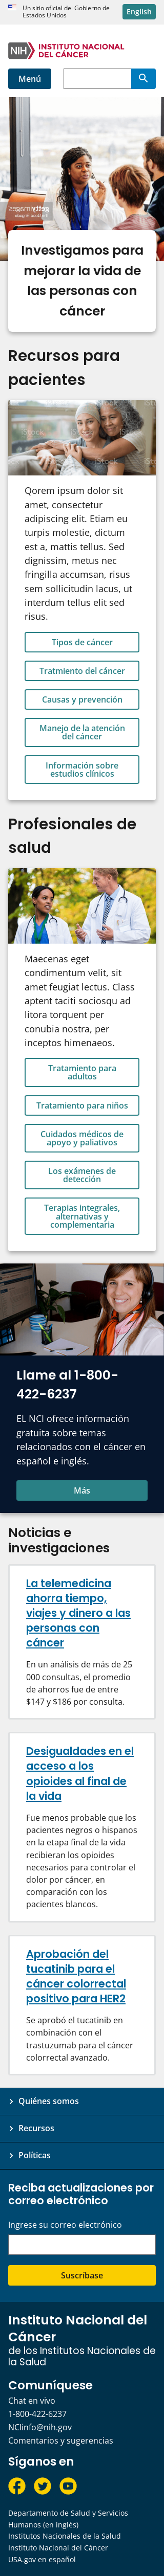 Un sitio oficial del Gobierno de
Estados Unidos
English
NIH
INSTITUTO NACIONAL
DEL CÁNCER
Menú
Investigamos para
mejorar la vida de
las personas con
cáncer
Recursos para
pacientes
iStock
Qorem ipsum dolor sit
amet, consectetur
adipiscing elit. Etiam eu
turpis molestie, dictum
est a, mattis tellus. Sed
dignissim, metus nec
fringilla accumsan, risus
sem sollicitudin lacus, ut
interdum tellus elit sed
risus.
Tipos de cáncer
Tratmiento del cáncer
Causas y prevención
Manejo de la atención
del cáncer
Información sobre
estudios clínicos
Profesionales de
salud
Maecenas eget
condimentum velit, sit
amet feugiat lectus. Class
aptent taciti sociosqu ad
litora torquent per
conubia nostra, per
inceptos himenaeos.
Tratamiento para
adultos
Tratamiento para niños
Cuidados médicos de
apoyo y paliativos
Los exámenes de
detección
Terapias integrales,
alternativas y
complementaria
Llame al 1-800-
422-6237
EL NCI ofrece información
gratuita sobre temas
relacionados con el cáncer en
español e inglés.
Más
Noticias e
investigaciones
La telemedicina
ahorra tiempo,
viajes y dinero a las
personas con
cáncer
En un análisis de más de 25
000 consultas, el promedio
de ahorros fue de entre
$147 y $186 por consulta.
Desigualdades en el
acceso a los
opioides al final de
la vida
Fue menos probable que los
pacientes negros o hispanos
en la etapa final de la vida
recibieran los opioides
necesarios para controlar el
dolor por cáncer, en
comparación con los
pacientes blancos.
Aprobación del
tucatinib para el
cáncer colorrectal
positivo para HER2
Se aprobó el tucatinib en
combinación con el
trastuzumab para el cáncer
colorrectal avanzado.
Quiénes somos
Recursos
Políticas
Reciba actualizaciones por
correo electrónico
Ingrese su correo electrónico
Suscríbase
Instituto Nacional del
Cáncer
de los Institutos Nacionales de
la Salud
Comuníquese
Chat en vivo
1-800-422-6237
NCIinfo@nih.gov
Comentarios y sugerencias
Síganos en
Departamento de Salud y Servicios
Humanos (en inglés)
Institutos Nacionales de la Salud
Instituto Nacional del Cáncer
USA.gov en español